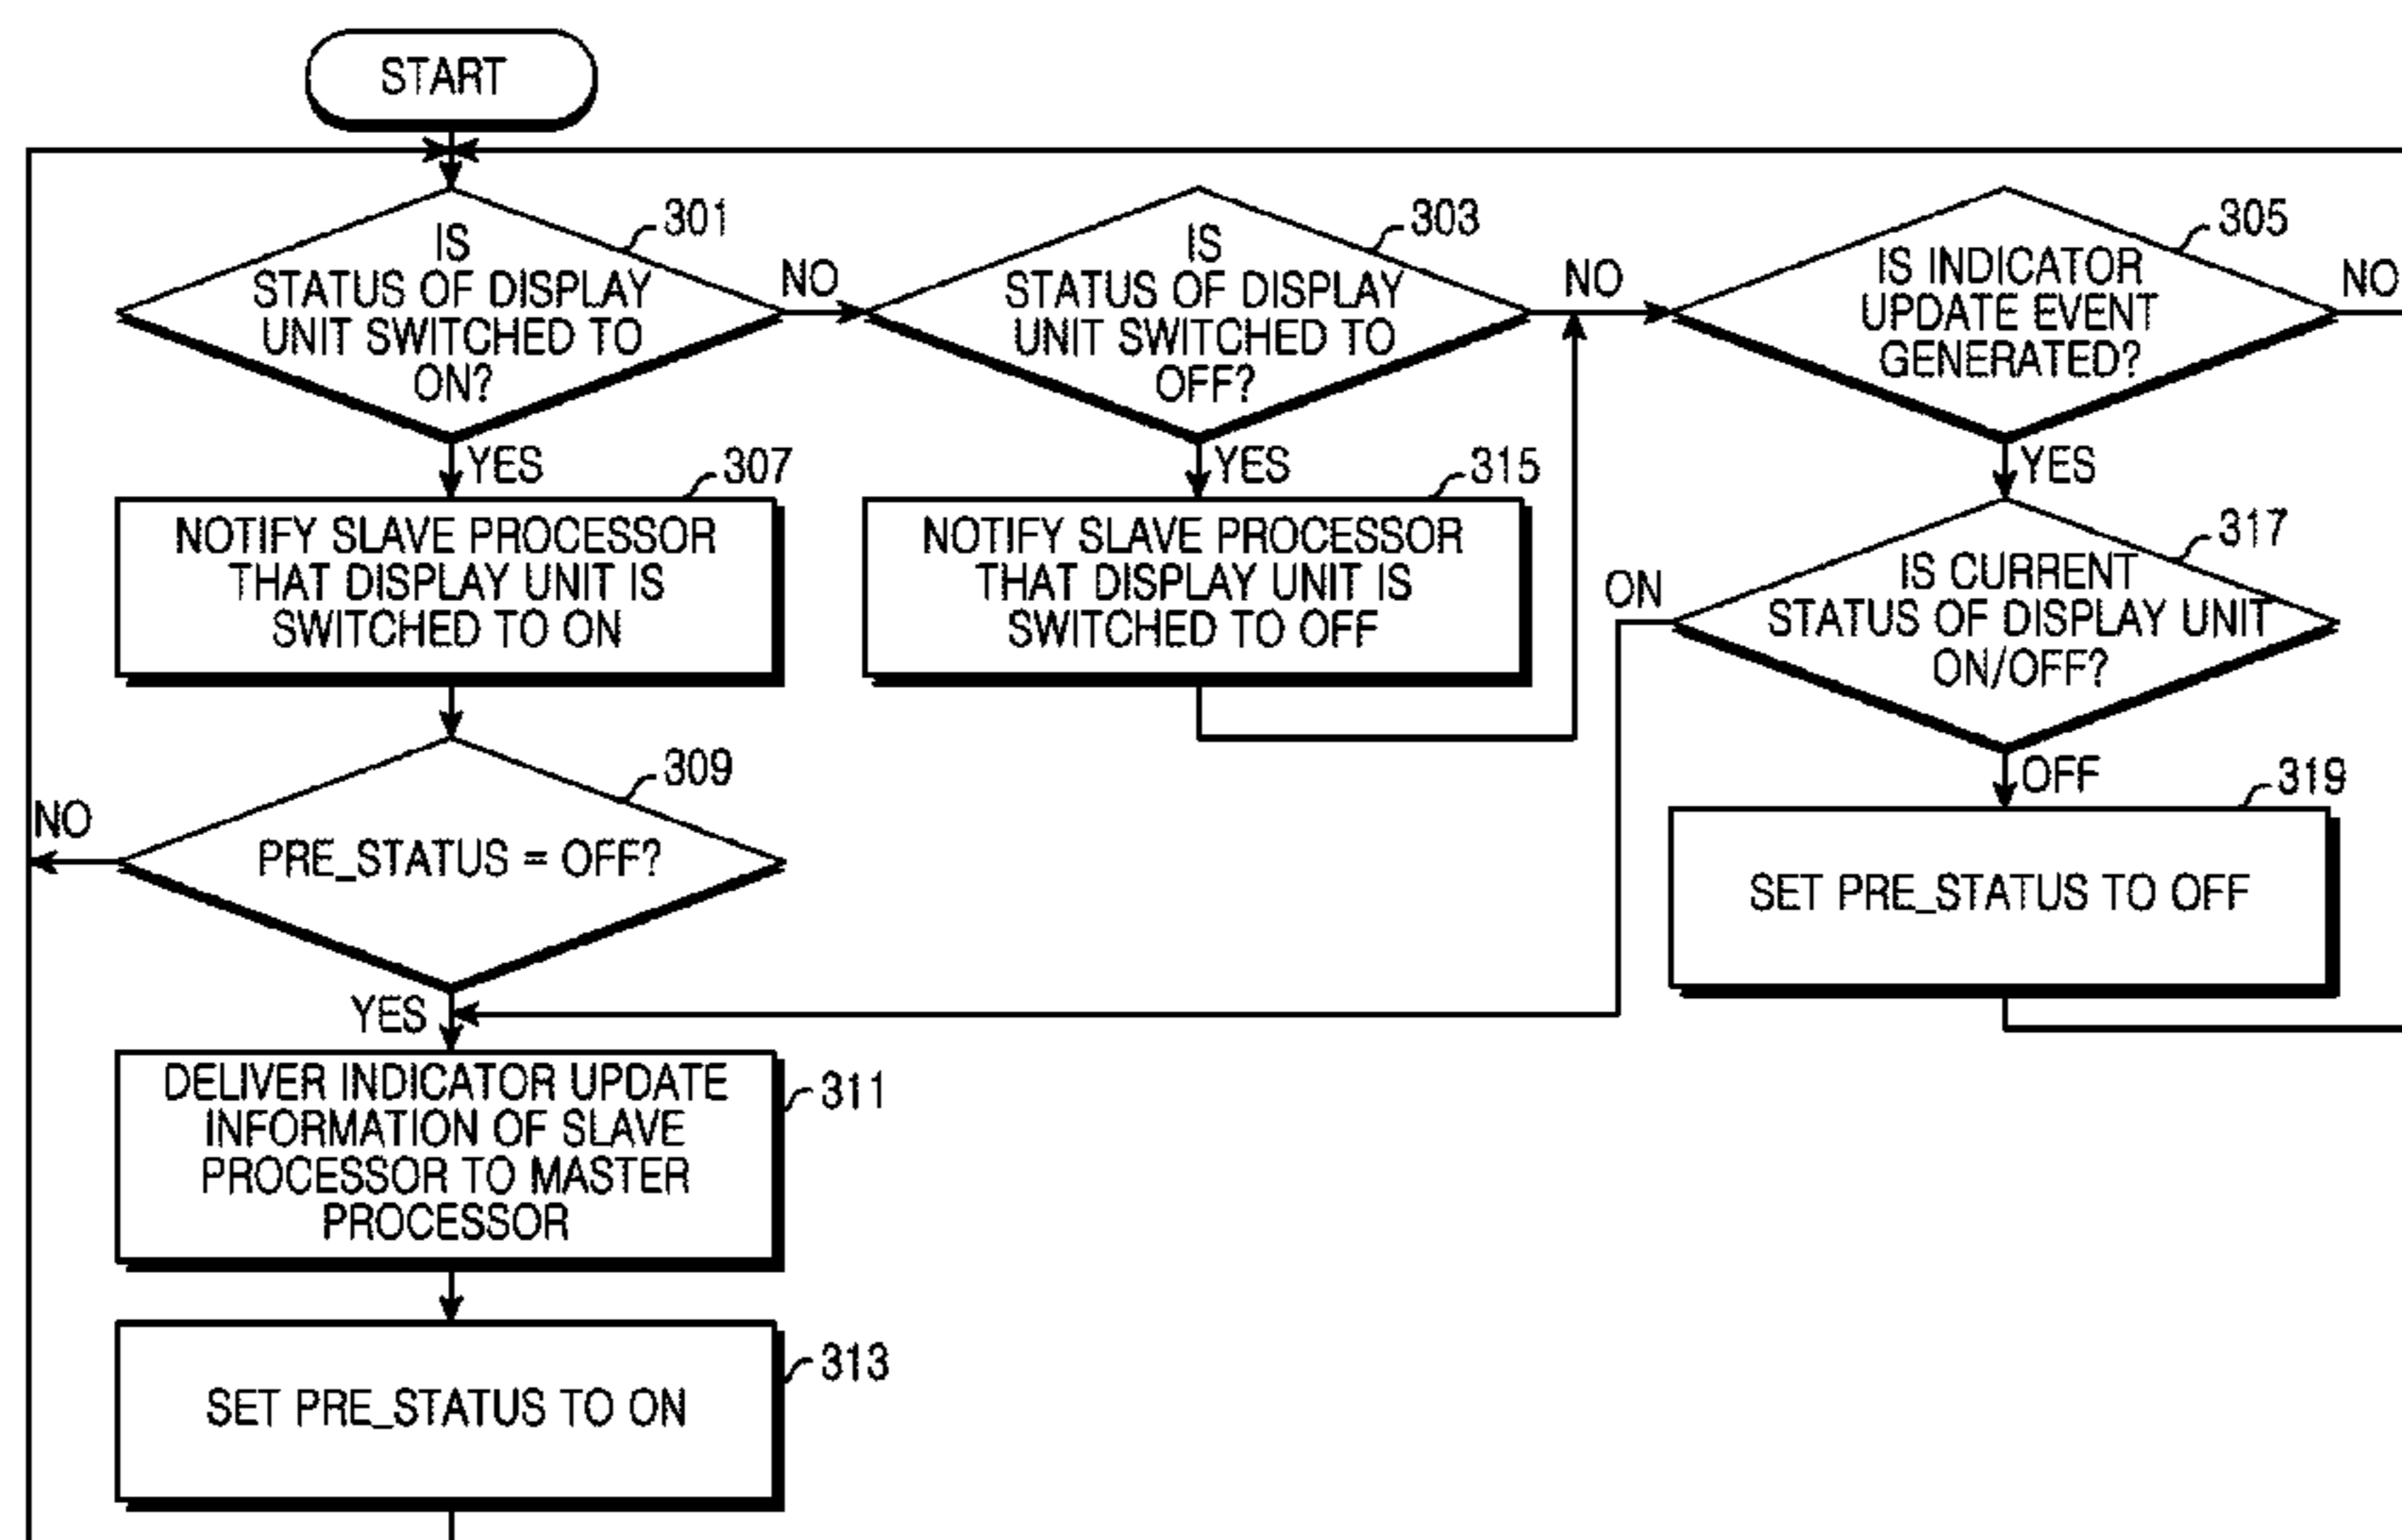 START
301
IS
STATUS OF DISPLAY
UNIT SWITCHED TO
ON?
NO
303
IS
STATUS OF DISPLAY
UNIT SWITCHED TO
OFF?
NO
305
IS INDICATOR
UPDATE EVENT
GENERATED?
NO
YES
307
NOTIFY SLAVE PROCESSOR
THAT DISPLAY UNIT IS
SWITCHED TO ON
YES
315
NOTIFY SLAVE PROCESSOR
THAT DISPLAY UNIT IS
SWITCHED TO OFF
YES
317
IS CURRENT
STATUS OF DISPLAY UNIT
ON/OFF?
ON
OFF
319
SET PRE_STATUS TO OFF
309
PRE_STATUS = OFF?
NO
YES
311
DELIVER INDICATOR UPDATE
INFORMATION OF SLAVE
PROCESSOR TO MASTER
PROCESSOR
313
SET PRE_STATUS TO ON